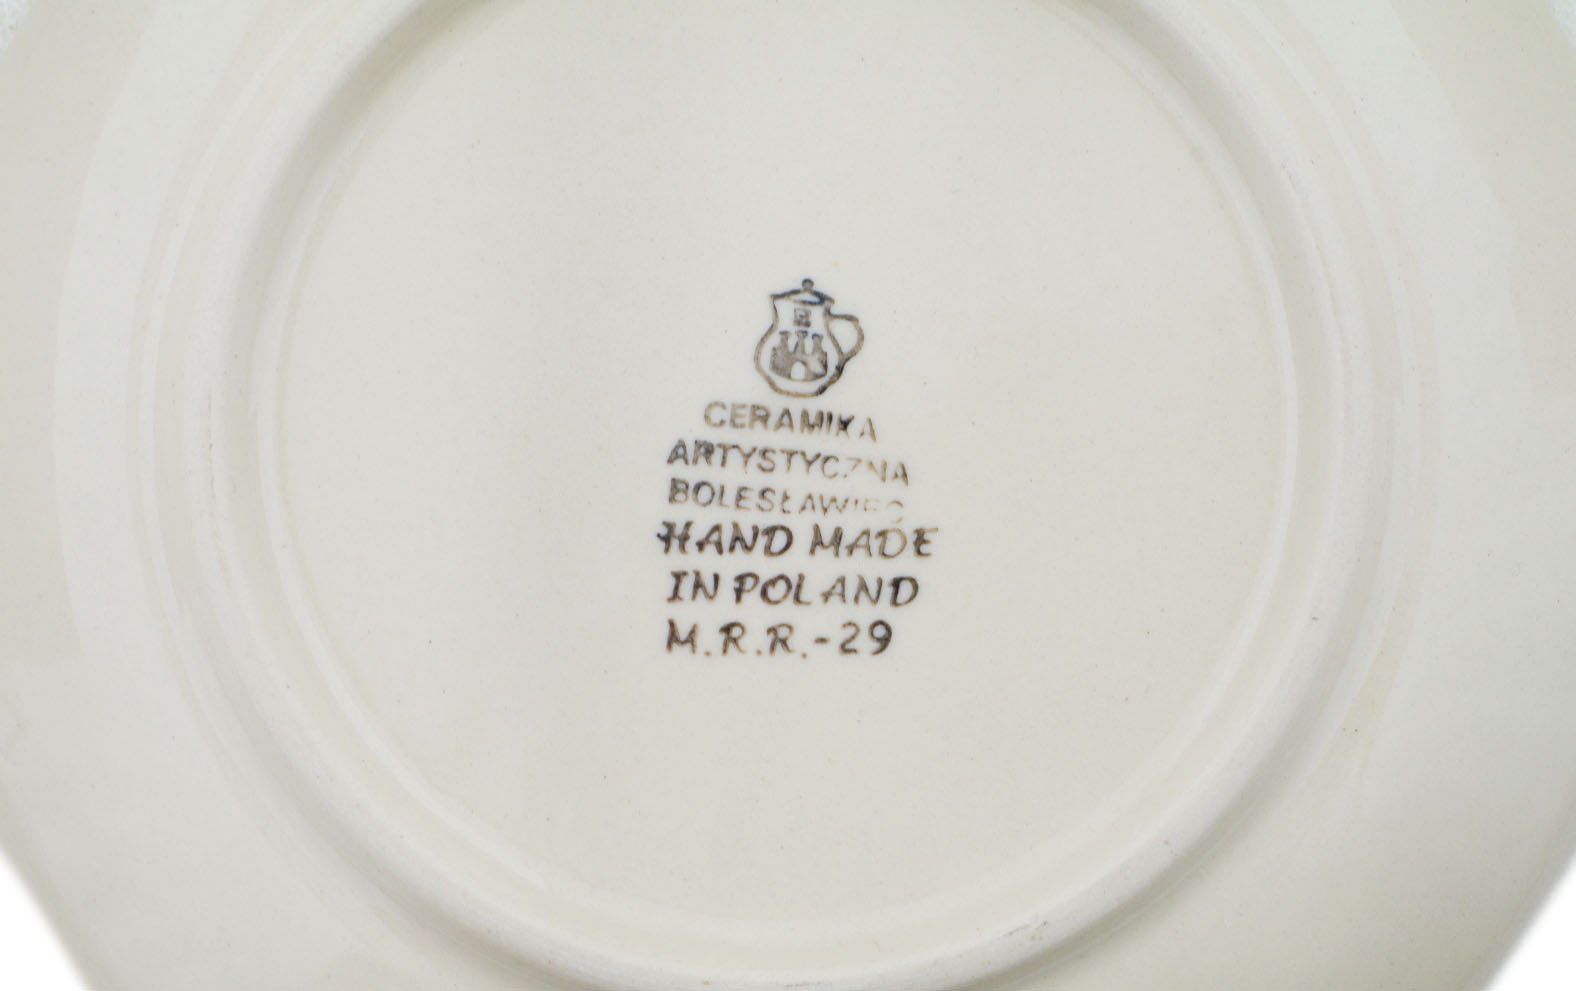 CERAMIKA
ARTYSTYCZNA
BOLESŁAWIEC
HAND MADE
IN POLAND
M.R.R.-29